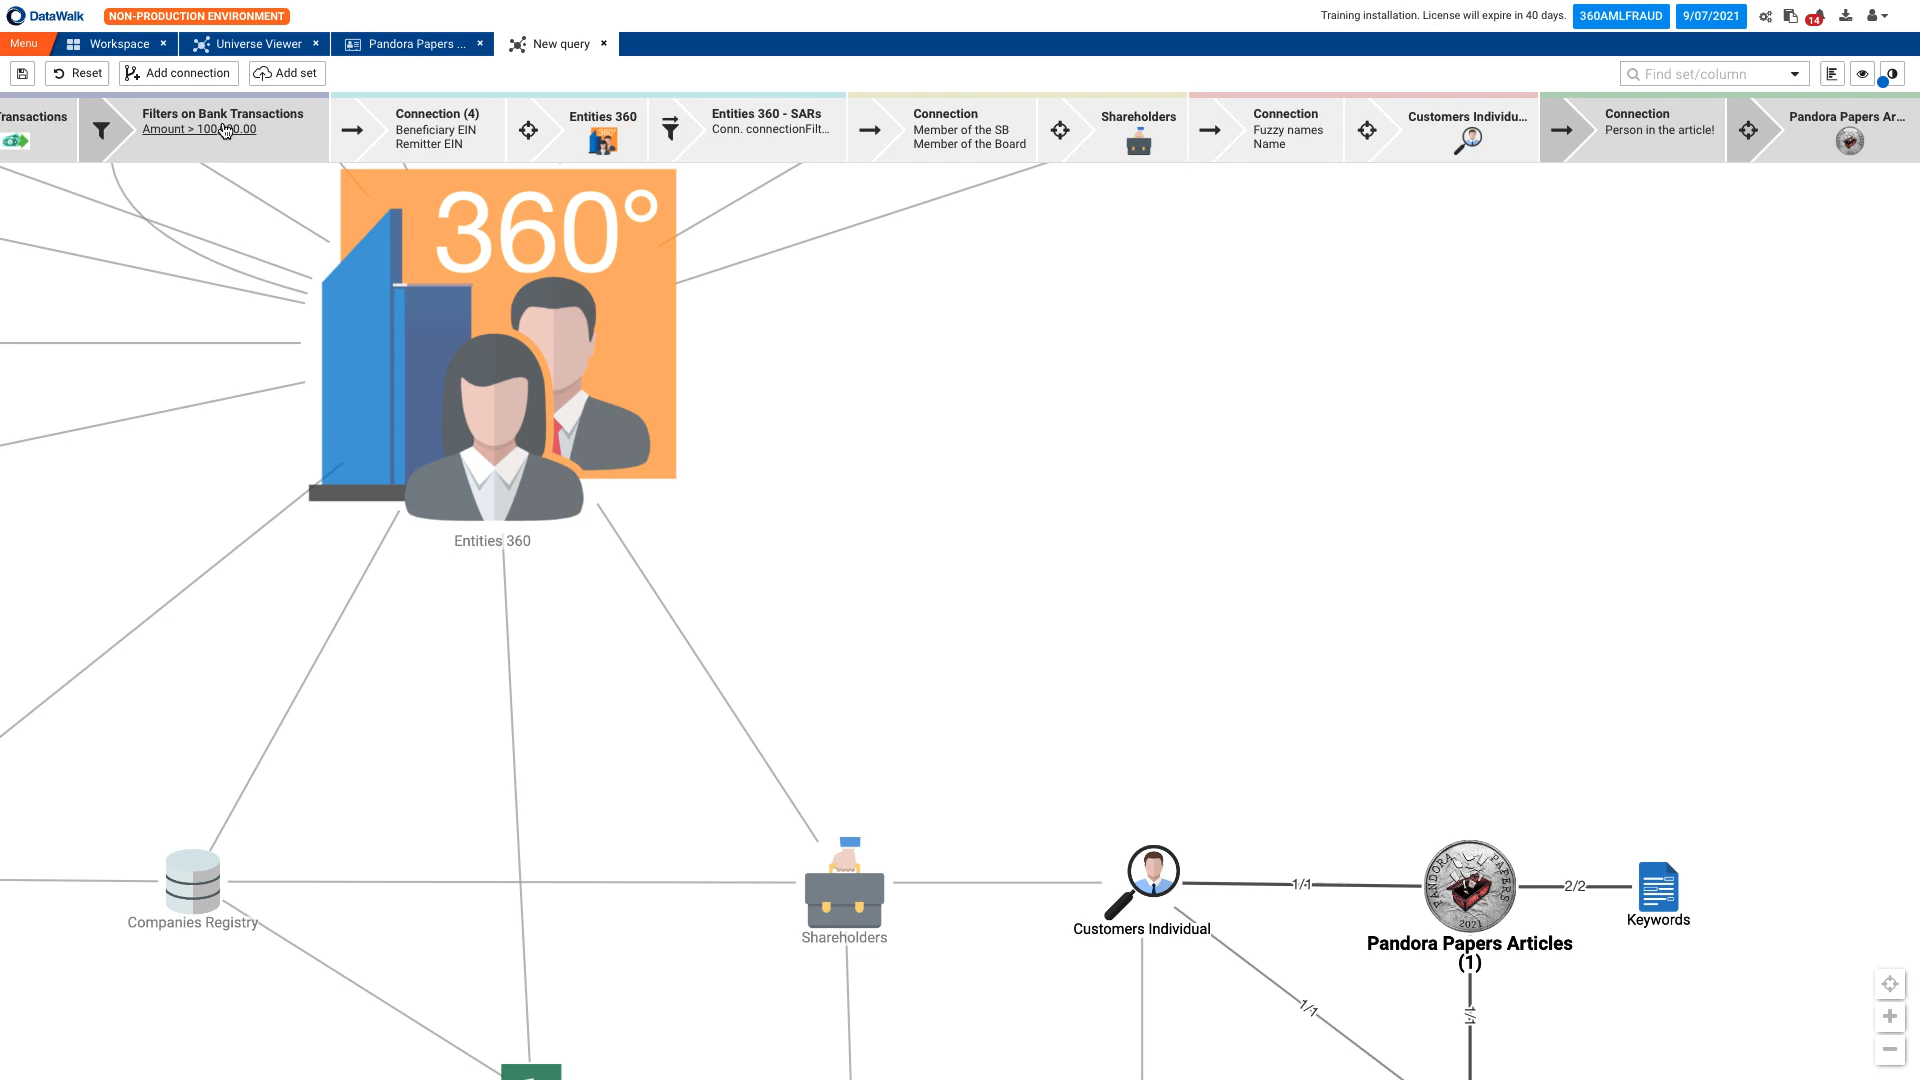 DataWalk
NON-PRODUCTION ENVIRONMENT
Training installation. License will expire in 40 days.
360AMLFRAUD
9/07/2021
14
Menu
Workspace
Universe Viewer
Pandora Papers ...
New query
Reset
Add connection
Add set
Find set/column
ransactions
Filters on Bank Transactions
Amount > 100,000.00
Connection (4)
Beneficiary EIN
Remitter EIN
Entities 360
Entities 360 - SARs
Conn. connectionFilt...
Connection
Member of the SB
Member of the Board
Shareholders
Connection
Fuzzy names
Name
Customers Individu...
Connection
Person in the article!
Pandora Papers Ar...
360°
Entities 360
Companies Registry
Shareholders
Customers Individual
1/1
PANDORA PAPERS
2021
Pandora Papers Articles
(1)
2/2
Keywords
1/1
1/1